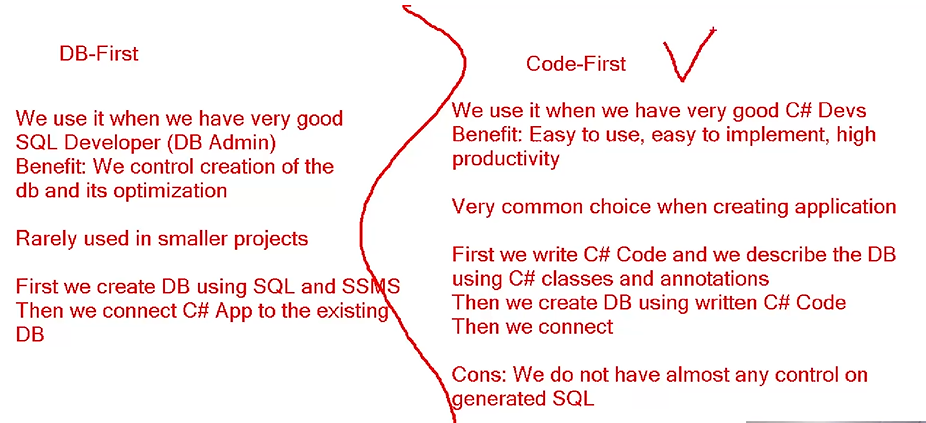 DB-First
We use it when we have very good
SQL Developer (DB Admin)
Benefit: We control creation of the
db and its optimization
Rarely used in smaller projects
First we create DB using SQL and SSMS
Then we connect C# App to the existing
DB
Code-First
We use it when we have very good C# Devs
Benefit: Easy to use, easy to implement, high
productivity
Very common choice when creating application
First we write C# Code and we describe the DB
using C# classes and annotations
Then we create DB using written C# Code
Then we connect
Cons: We do not have almost any control on
generated SQL